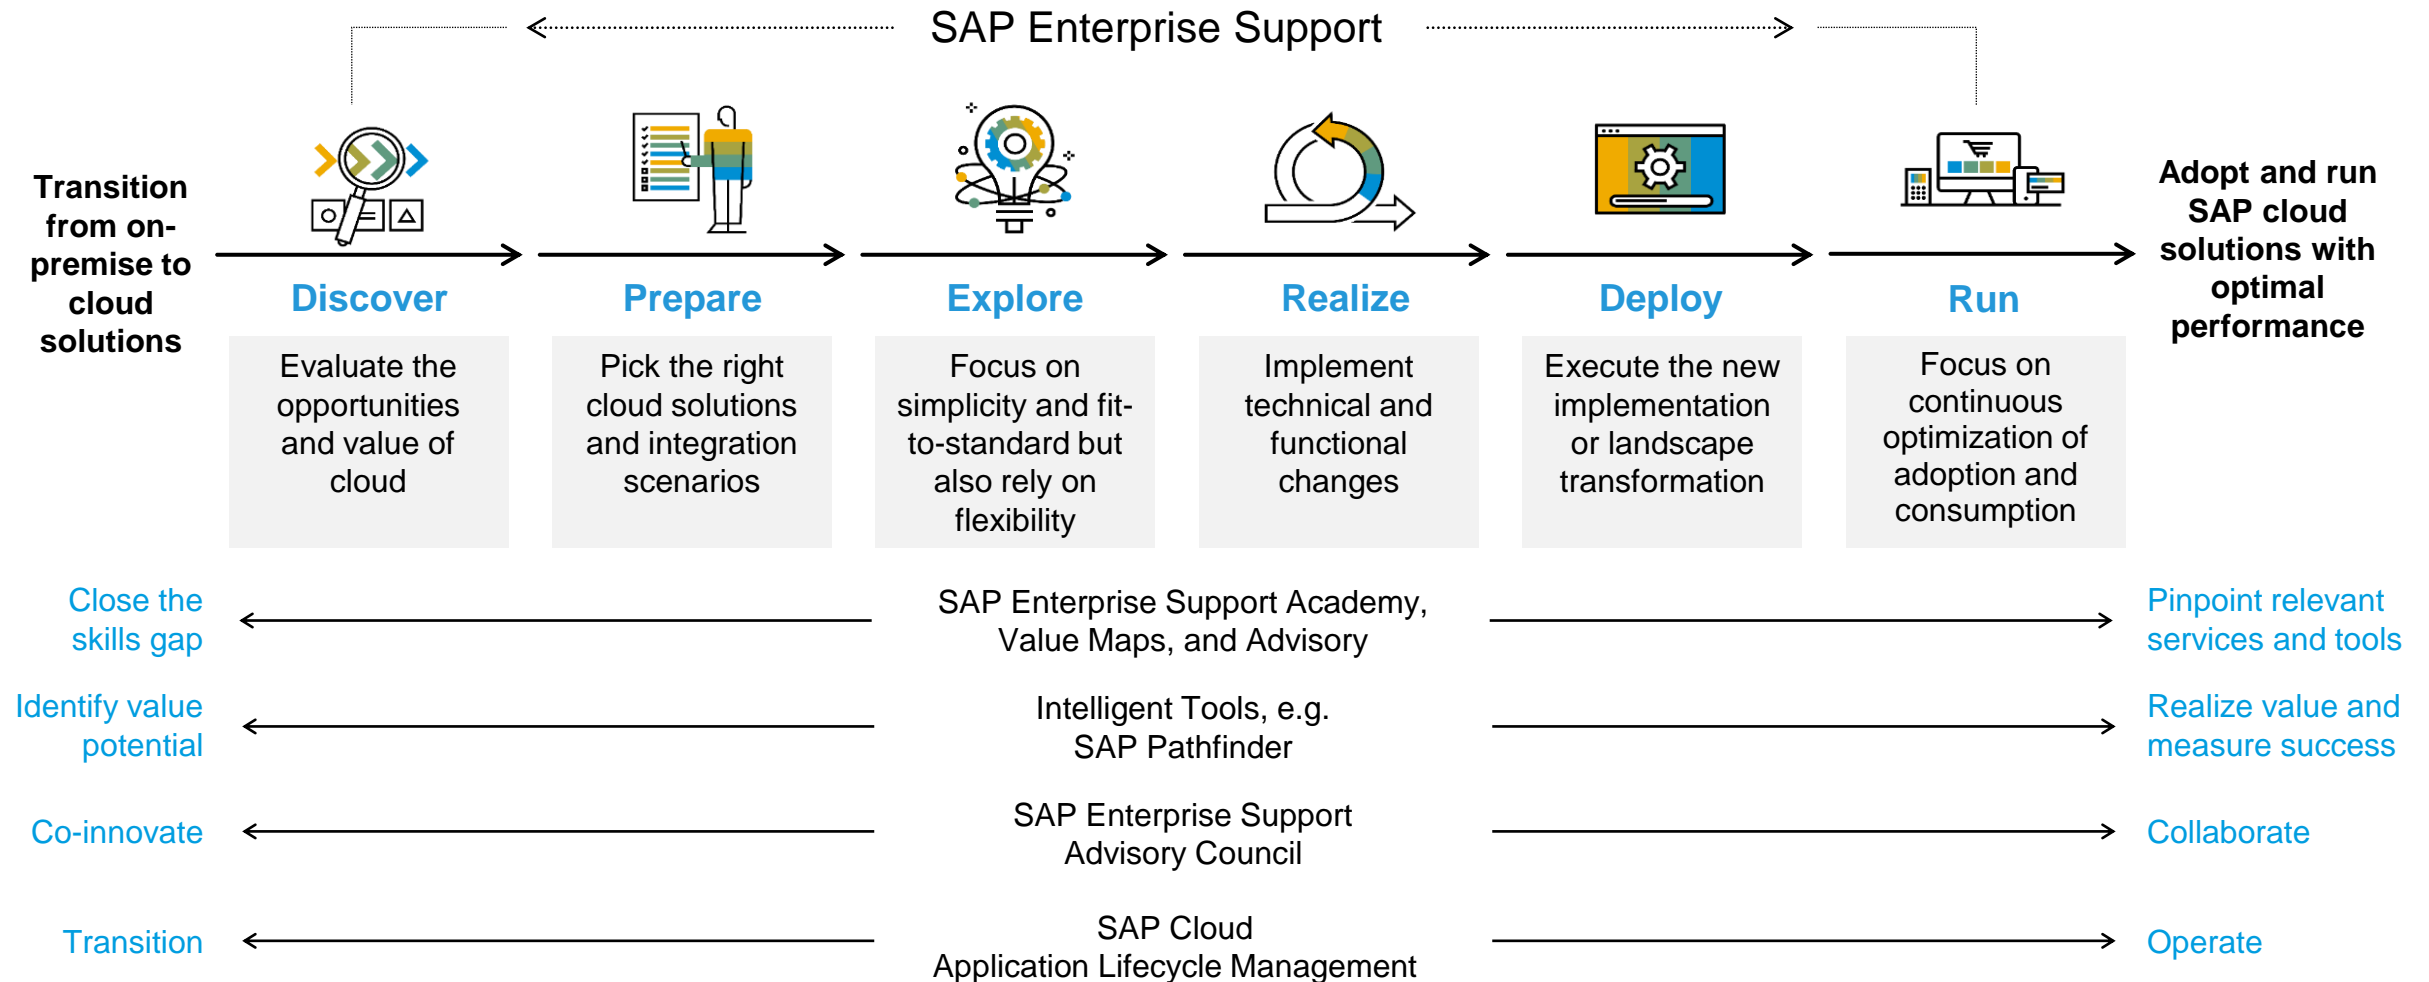 SAP Enterprise Support
Transition
from on-
premise to
cloud
solutions
Adopt and run
SAP cloud
solutions with
optimal
performance
Discover
Evaluate the
opportunities
and value of
cloud
Prepare
Pick the right
cloud solutions
and integration
scenarios
Explore
Focus on
simplicity and fit-
to-standard but
also rely on
flexibility
Realize
Implement
technical and
functional
changes
Deploy
Execute the new
implementation
or landscape
transformation
Run
Focus on
continuous
optimization of
adoption and
consumption
Close the
skills gap
SAP Enterprise Support Academy,
Value Maps, and Advisory
Pinpoint relevant
services and tools
Identify value
potential
Intelligent Tools, e.g.
SAP Pathfinder
Realize value and
measure success
Co-innovate
SAP Enterprise Support
Advisory Council
Collaborate
Transition
SAP Cloud
Application Lifecycle Management
Operate